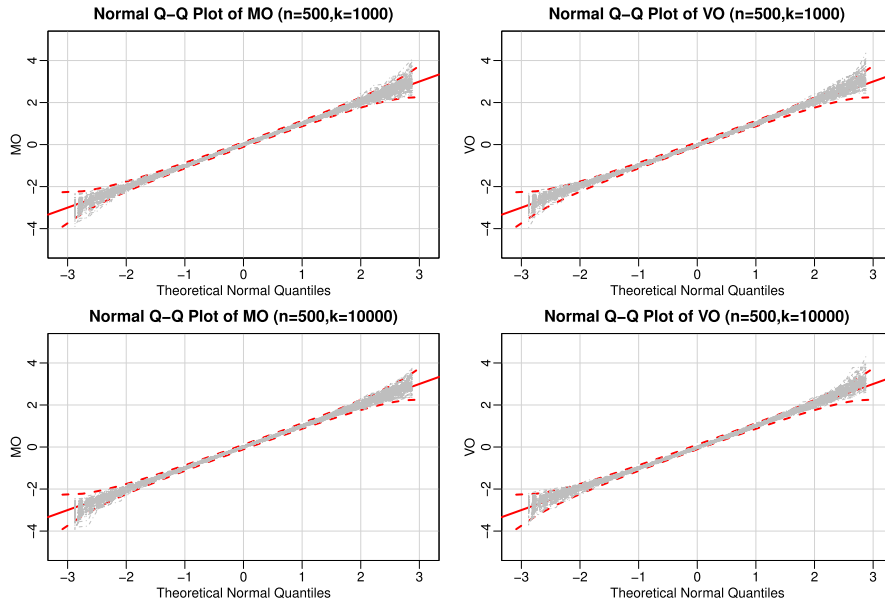 Normal Q−Q Plot of MO (n=500,k=1000)
4
2
0
−2
−4
MO
−3 −2 −1 0 1 2 3
Theoretical Normal Quantiles
Normal Q−Q Plot of VO (n=500,k=1000)
4
2
0
−2
−4
VO
−3 −2 −1 0 1 2 3
Theoretical Normal Quantiles
Normal Q−Q Plot of MO (n=500,k=10000)
4
2
0
−2
−4
MO
−3 −2 −1 0 1 2 3
Theoretical Normal Quantiles
Normal Q−Q Plot of VO (n=500,k=10000)
4
2
0
−2
−4
VO
−3 −2 −1 0 1 2 3
Theoretical Normal Quantiles